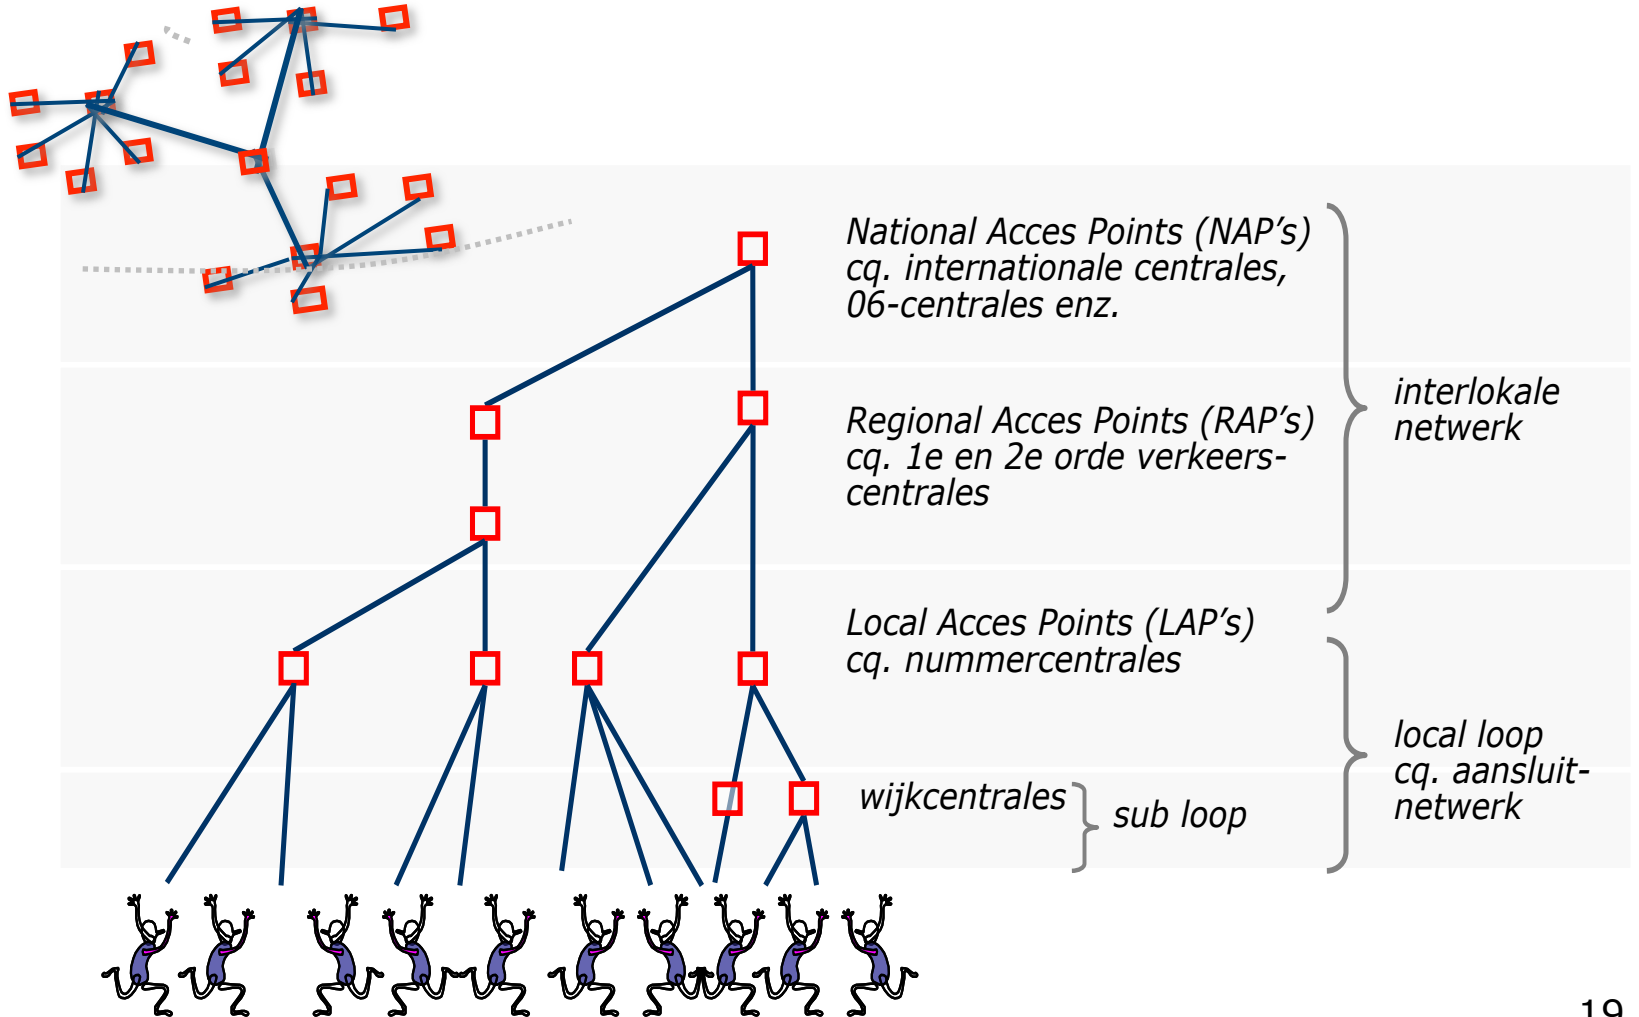 National Acces Points (NAP's)
cq. internationale centrales,
06-centrales enz.
interlokale
netwerk
Regional Acces Points (RAP's)
cq. 1e en 2e orde verkeers-
centrales
Local Acces Points (LAP's)
cq. nummercentrales
local loop
cq. aansluit-
netwerk
wijkcentrales
sub loop
19